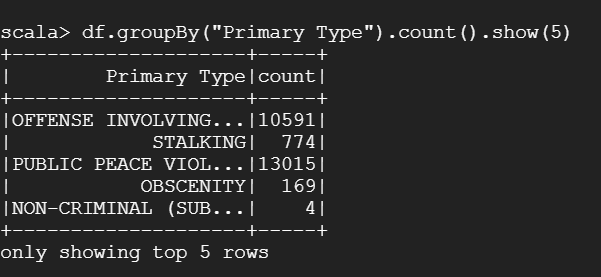 scala> df.groupBy("Primary Type").count().show(5)
+--------------------+-----+
|        Primary Type|count|
+--------------------+-----+
|OFFENSE INVOLVING...|10591|
|            STALKING|  774|
|PUBLIC PEACE VIOL...|13015|
|           OBSCENITY|  169|
|NON-CRIMINAL (SUB...|    4|
+--------------------+-----+
only showing top 5 rows